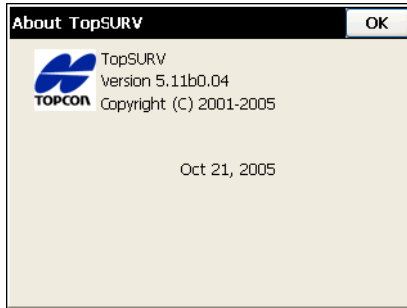 About TopSURV
OK
TopSURV
Version 5.11b0.04
TOPCON
Copyright (C) 2001-2005
Oct 21, 2005